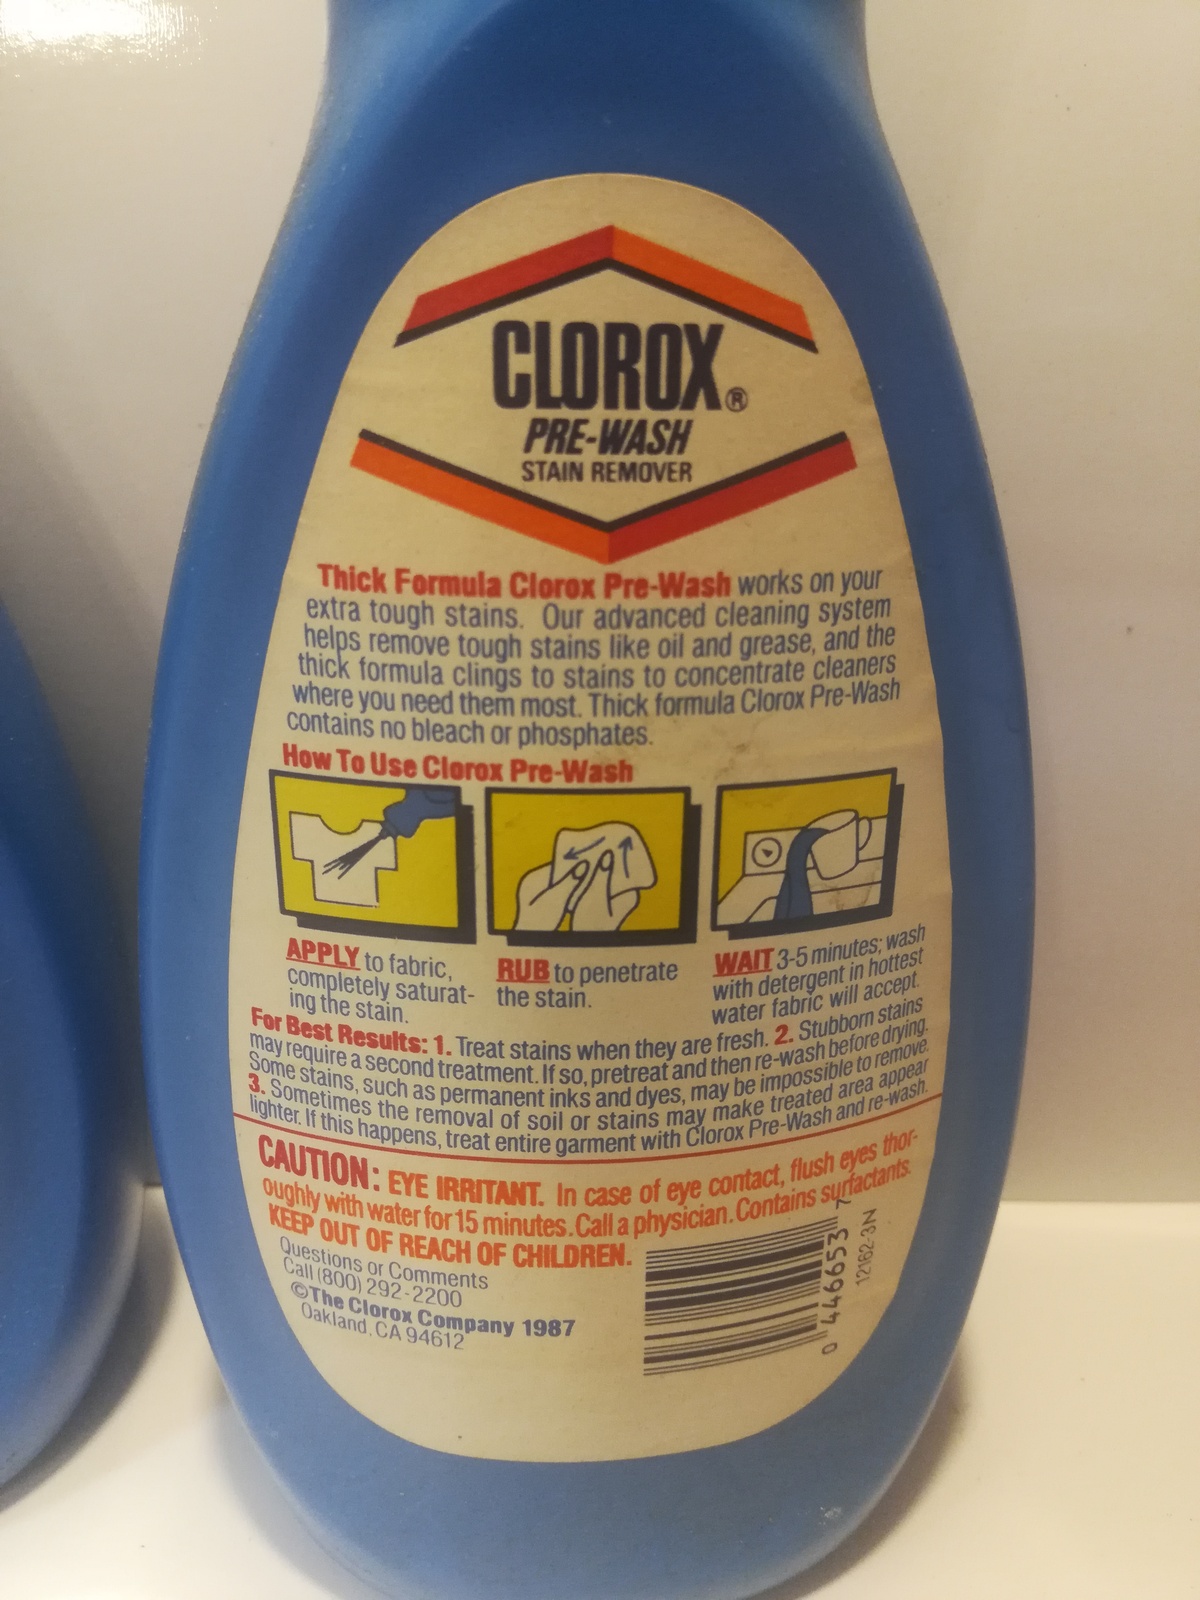 CLOROX®
PRE-WASH
STAIN REMOVER
Thick Formula Clorox Pre-Wash works on your
extra tough stains. Our advanced cleaning system
helps remove tough stains like oil and grease, and the
thick formula clings to stains to concentrate cleaners
where you need them most. Thick formula Clorox Pre-Wash
contains no bleach or phosphates.
How To Use Clorox Pre-Wash
APPLY to fabric,
completely saturat-
ing the stain.
RUB to penetrate
the stain.
WAIT 3-5 minutes; wash
with detergent in hottest
water fabric will accept.
For Best Results: 1. Treat stains when they are fresh. 2. Stubborn stains
may require a second treatment. If so, pretreat and then re-wash before drying.
Some stains, such as permanent inks and dyes, may be impossible to remove.
3. Sometimes the removal of soil or stains may make treated area appear
lighter. If this happens, treat entire garment with Clorox Pre-Wash and re-wash.
CAUTION: EYE IRRITANT. In case of eye contact, flush eyes thor-
oughly with water for 15 minutes. Call a physician. Contains surfactants.
KEEP OUT OF REACH OF CHILDREN.
Questions or Comments
Call (800) 292-2200
©The Clorox Company 1987
Oakland, CA 94612
0 446653 7
12162-3N